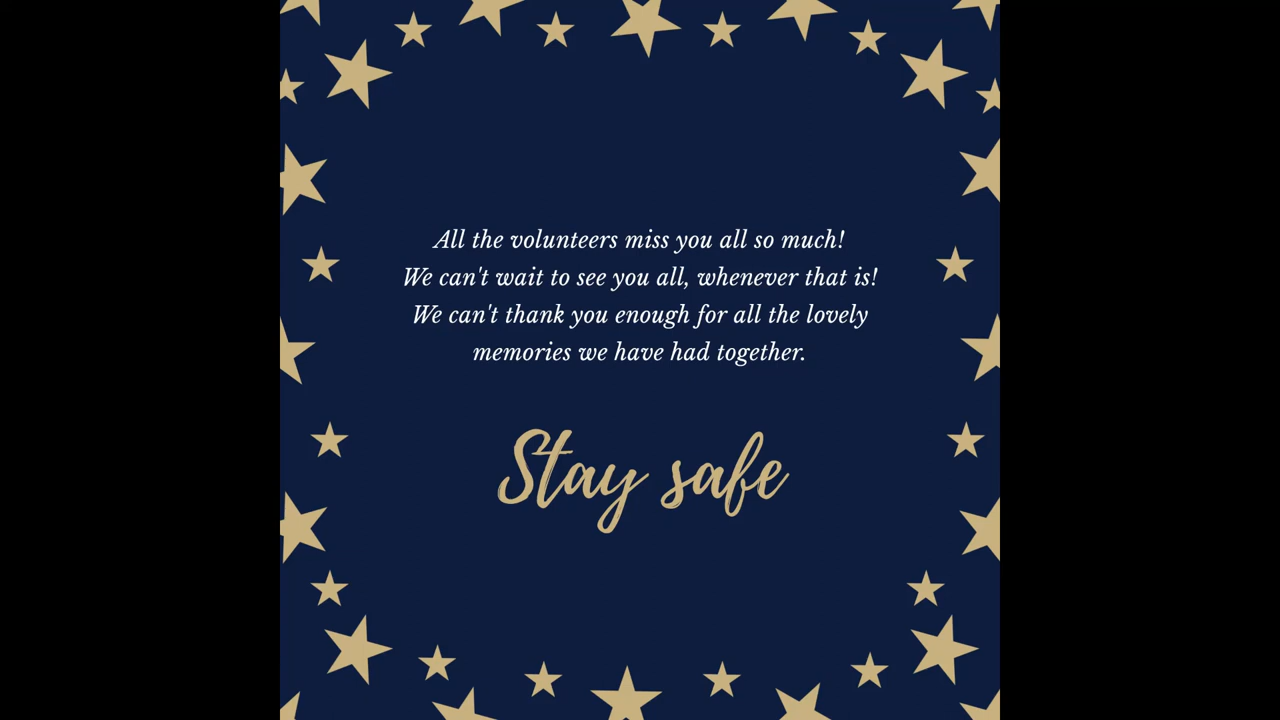 All the volunteers miss you all so much!
We can't wait to see you all, whenever that is!
We can't thank you enough for all the lovely
memories we have had together.
Stay safe